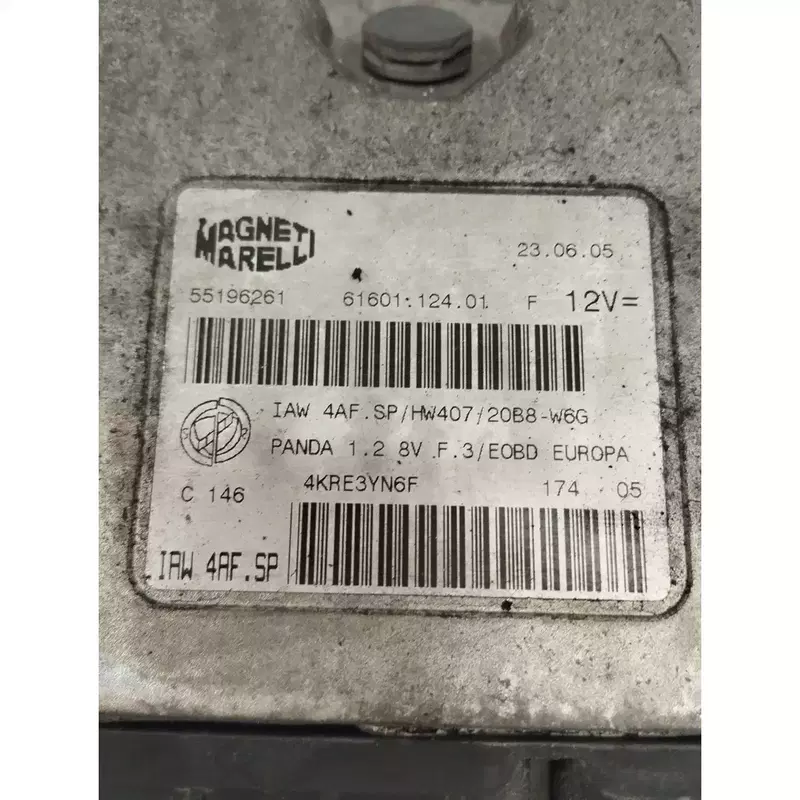 MAGNETI
MARELLI
23.06.05
55196261 61601.124.01 F 12V=
IAW 4AF.SP/HW407/20B8-W6G
PANDA 1.2 8V F.3/EOBD EUROPA
C 146 4KRE3YN6F 174 05
IAW 4AF.SP